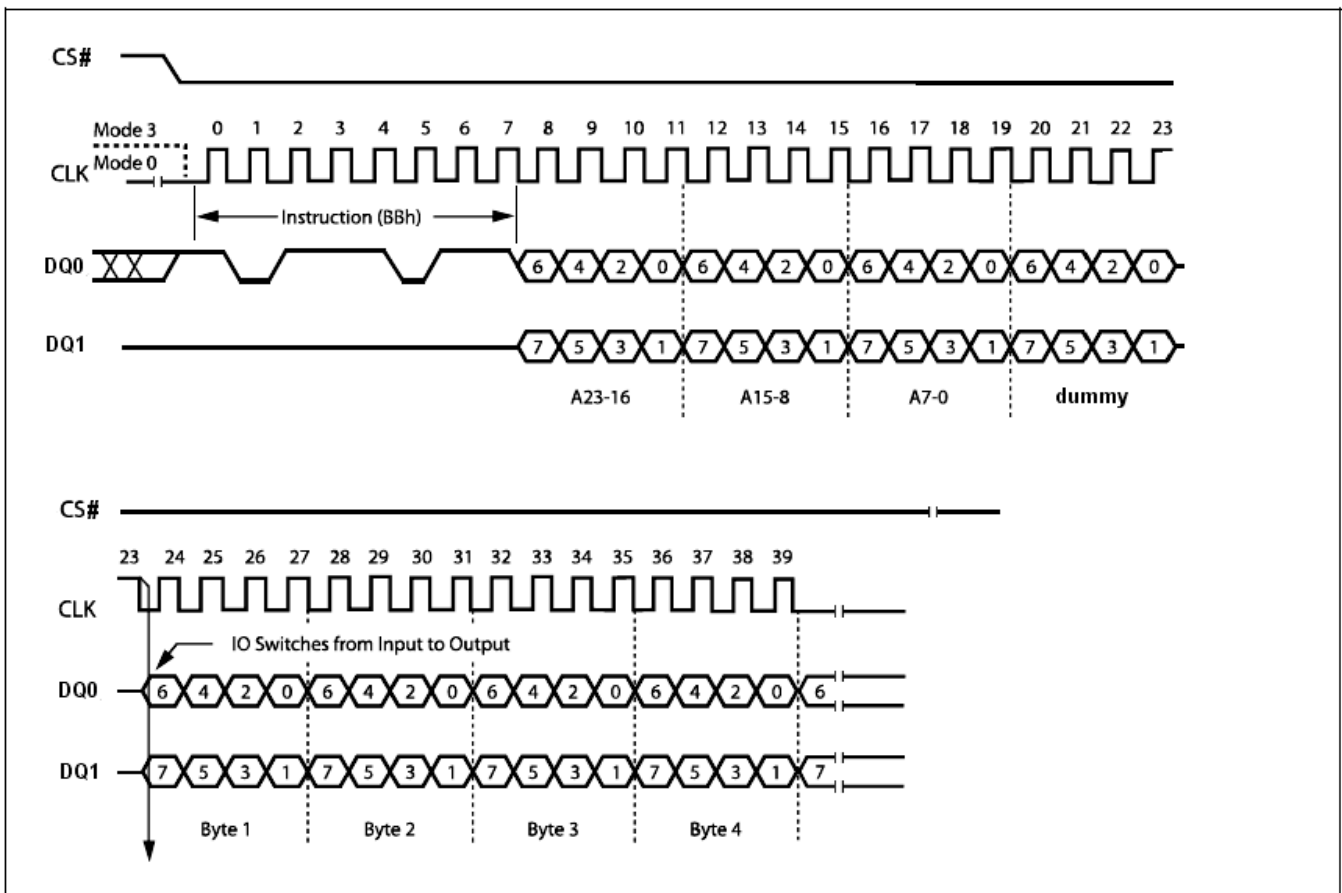 CS#
Mode 3
0 1 2 3 4 5 6 7 8 9 10 11 12 13 14 15 16 17 18 19 20 21 22 23
Mode 0
CLK
Instruction (BBh)
DQ0 6 4 2 0 6 4 2 0 6 4 2 0 6 4 2 0
DQ1 7 5 3 1 7 5 3 1 7 5 3 1 7 5 3 1
A23-16 A15-8 A7-0 dummy
CS#
23 24 25 26 27 28 29 30 31 32 33 34 35 36 37 38 39
CLK
IO Switches from Input to Output
DQ0 6 4 2 0 6 4 2 0 6 4 2 0 6 4 2 0 6
DQ1 7 5 3 1 7 5 3 1 7 5 3 1 7 5 3 1 7
Byte 1 Byte 2 Byte 3 Byte 4